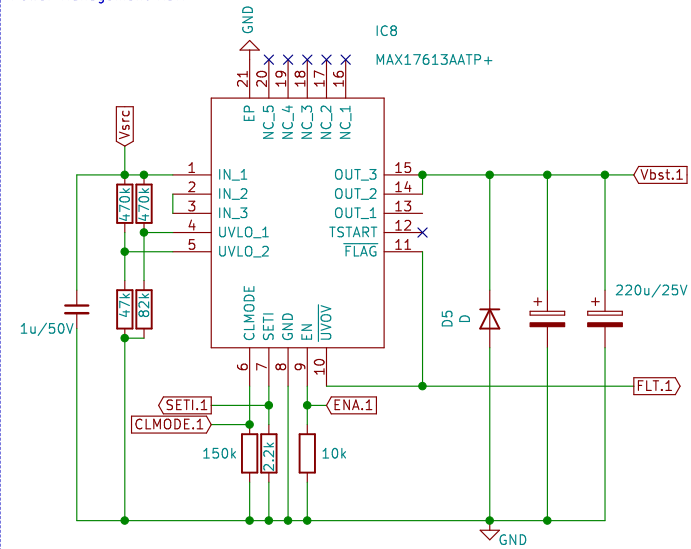 GND
IC8
MAX17613AATP+
21
20
19
18
17
16
EP
NC_5
NC_4
NC_3
NC_2
NC_1
Vsrc
1 IN_1 OUT_3 15 Vbst.1
2 IN_2 OUT_2 14
3 IN_3 OUT_1 13
4 UVLO_1 TSTART 12
5 UVLO_2 FLAG 11
470k
470k
47k
82k
1u/50V
CLMODE
SETI
GND
EN
UVOV
6
7
8
9
10
D5
D
+
+
220u/25V
FLT.1
SETI.1
ENA.1
CLMODE.1
150k
2.2k
10k
GND